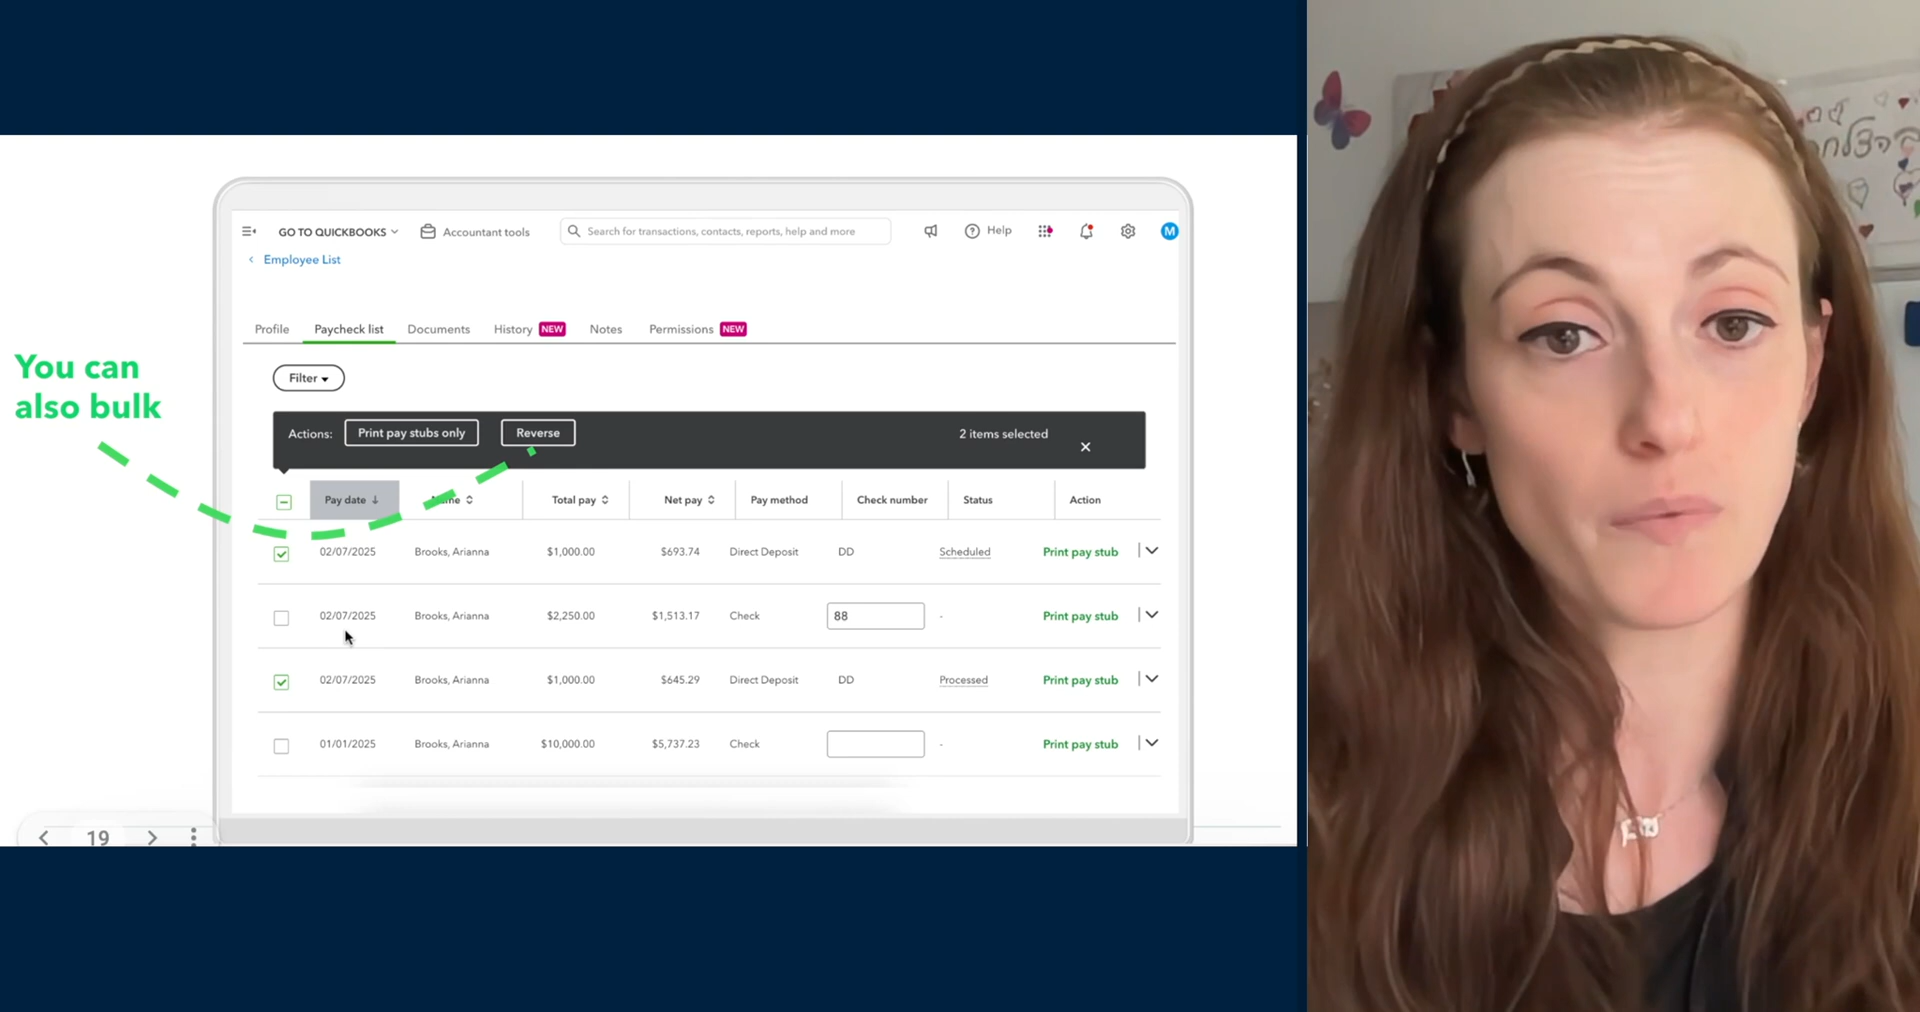 GO TO QUICKBOOKS
Accountant tools
Search for transactions, contacts, reports, help and more
Help
M
Employee List
Profile
Paycheck list
Documents
History NEW
Notes
Permissions NEW
You can
also bulk
Filter
Actions: Print pay stubs only Reverse 2 items selected
Pay date Total pay Net pay Pay method Check number Status Action
02/07/2025 Brooks, Arianna $1,000.00 $693.74 Direct Deposit DD Scheduled Print pay stub
02/07/2025 Brooks, Arianna $2,250.00 $1,513.17 Check 88 - Print pay stub
02/07/2025 Brooks, Arianna $1,000.00 $645.29 Direct Deposit DD Processed Print pay stub
01/01/2025 Brooks, Arianna $10,000.00 $5,737.23 Check - Print pay stub
19